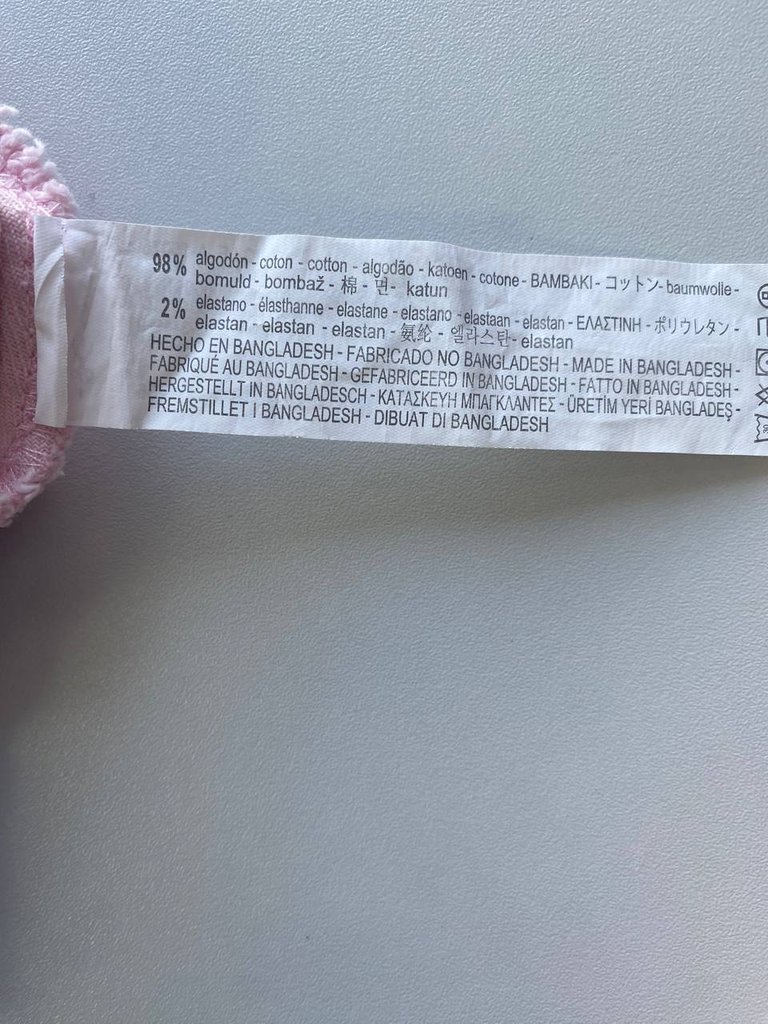 98% algodón - coton - cotton - algodão - katoen - cotone - BAMBAKI - コットン - baumwolie -
bomuld - bombaž - 棉 - 면 - katun
2% elastano - élasthanne - elastane - elastano - elastaan - elastan - ΕΛΑΣΤΙΝΗ - ポリウレタン -
elastan - elastan - elastan - 氨纶 - 엘라스탄 - elastan
HECHO EN BANGLADESH - FABRICADO NO BANGLADESH - MADE IN BANGLADESH -
FABRIQUÉ AU BANGLADESH - GEFABRICEERD IN BANGLADESH - FATTO IN BANGLADESH -
HERGESTELLT IN BANGLADESCH - ΚΑΤΑΣΚΕΥΗ ΜΠΑΓΚΛΑΝΤΕΣ - ÜRETİM YERİ BANGLADEŞ -
FREMSTILLET I BANGLADESH - DIBUAT DI BANGLADESH